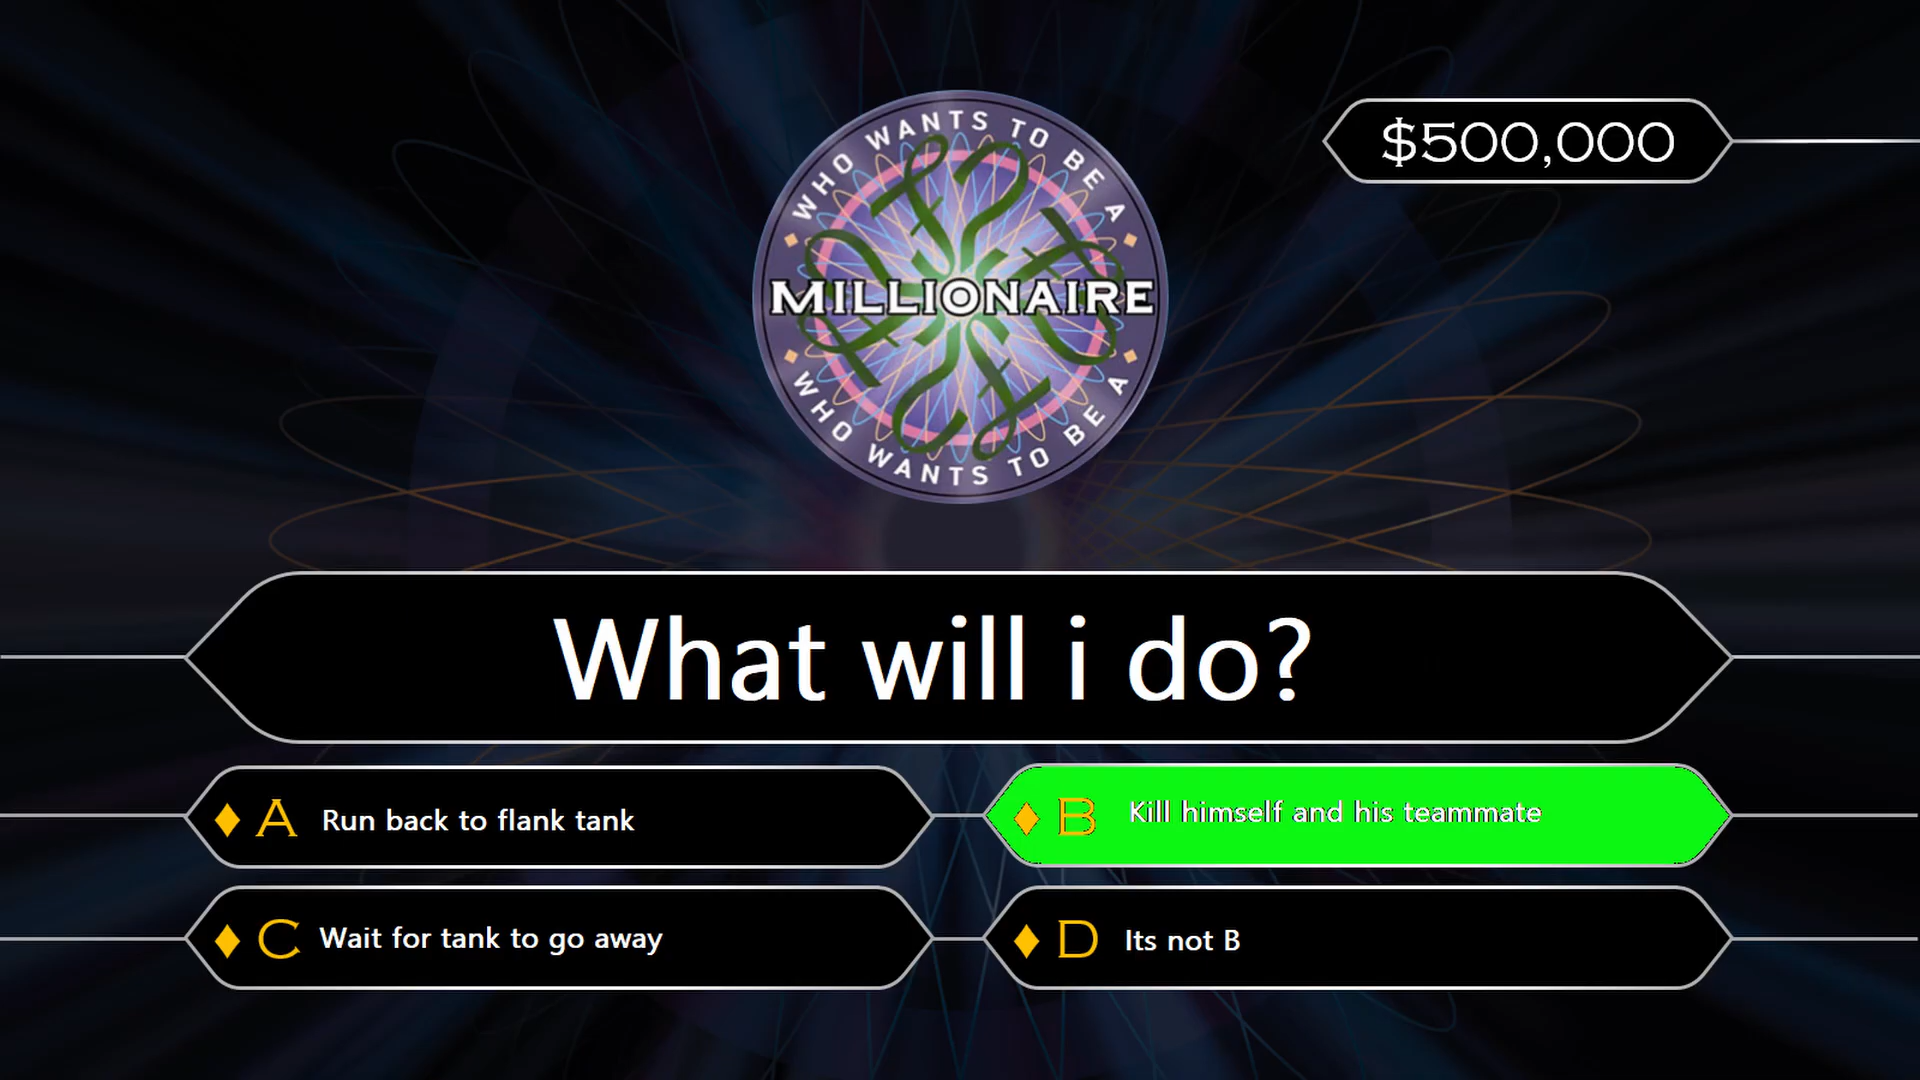 WHO WANTS TO BE A
MILLIONAIRE
WHO WANTS TO BE A
$500,000
What will i do?
A Run back to flank tank
B Kill himself and his teammate
C Wait for tank to go away
D Its not B